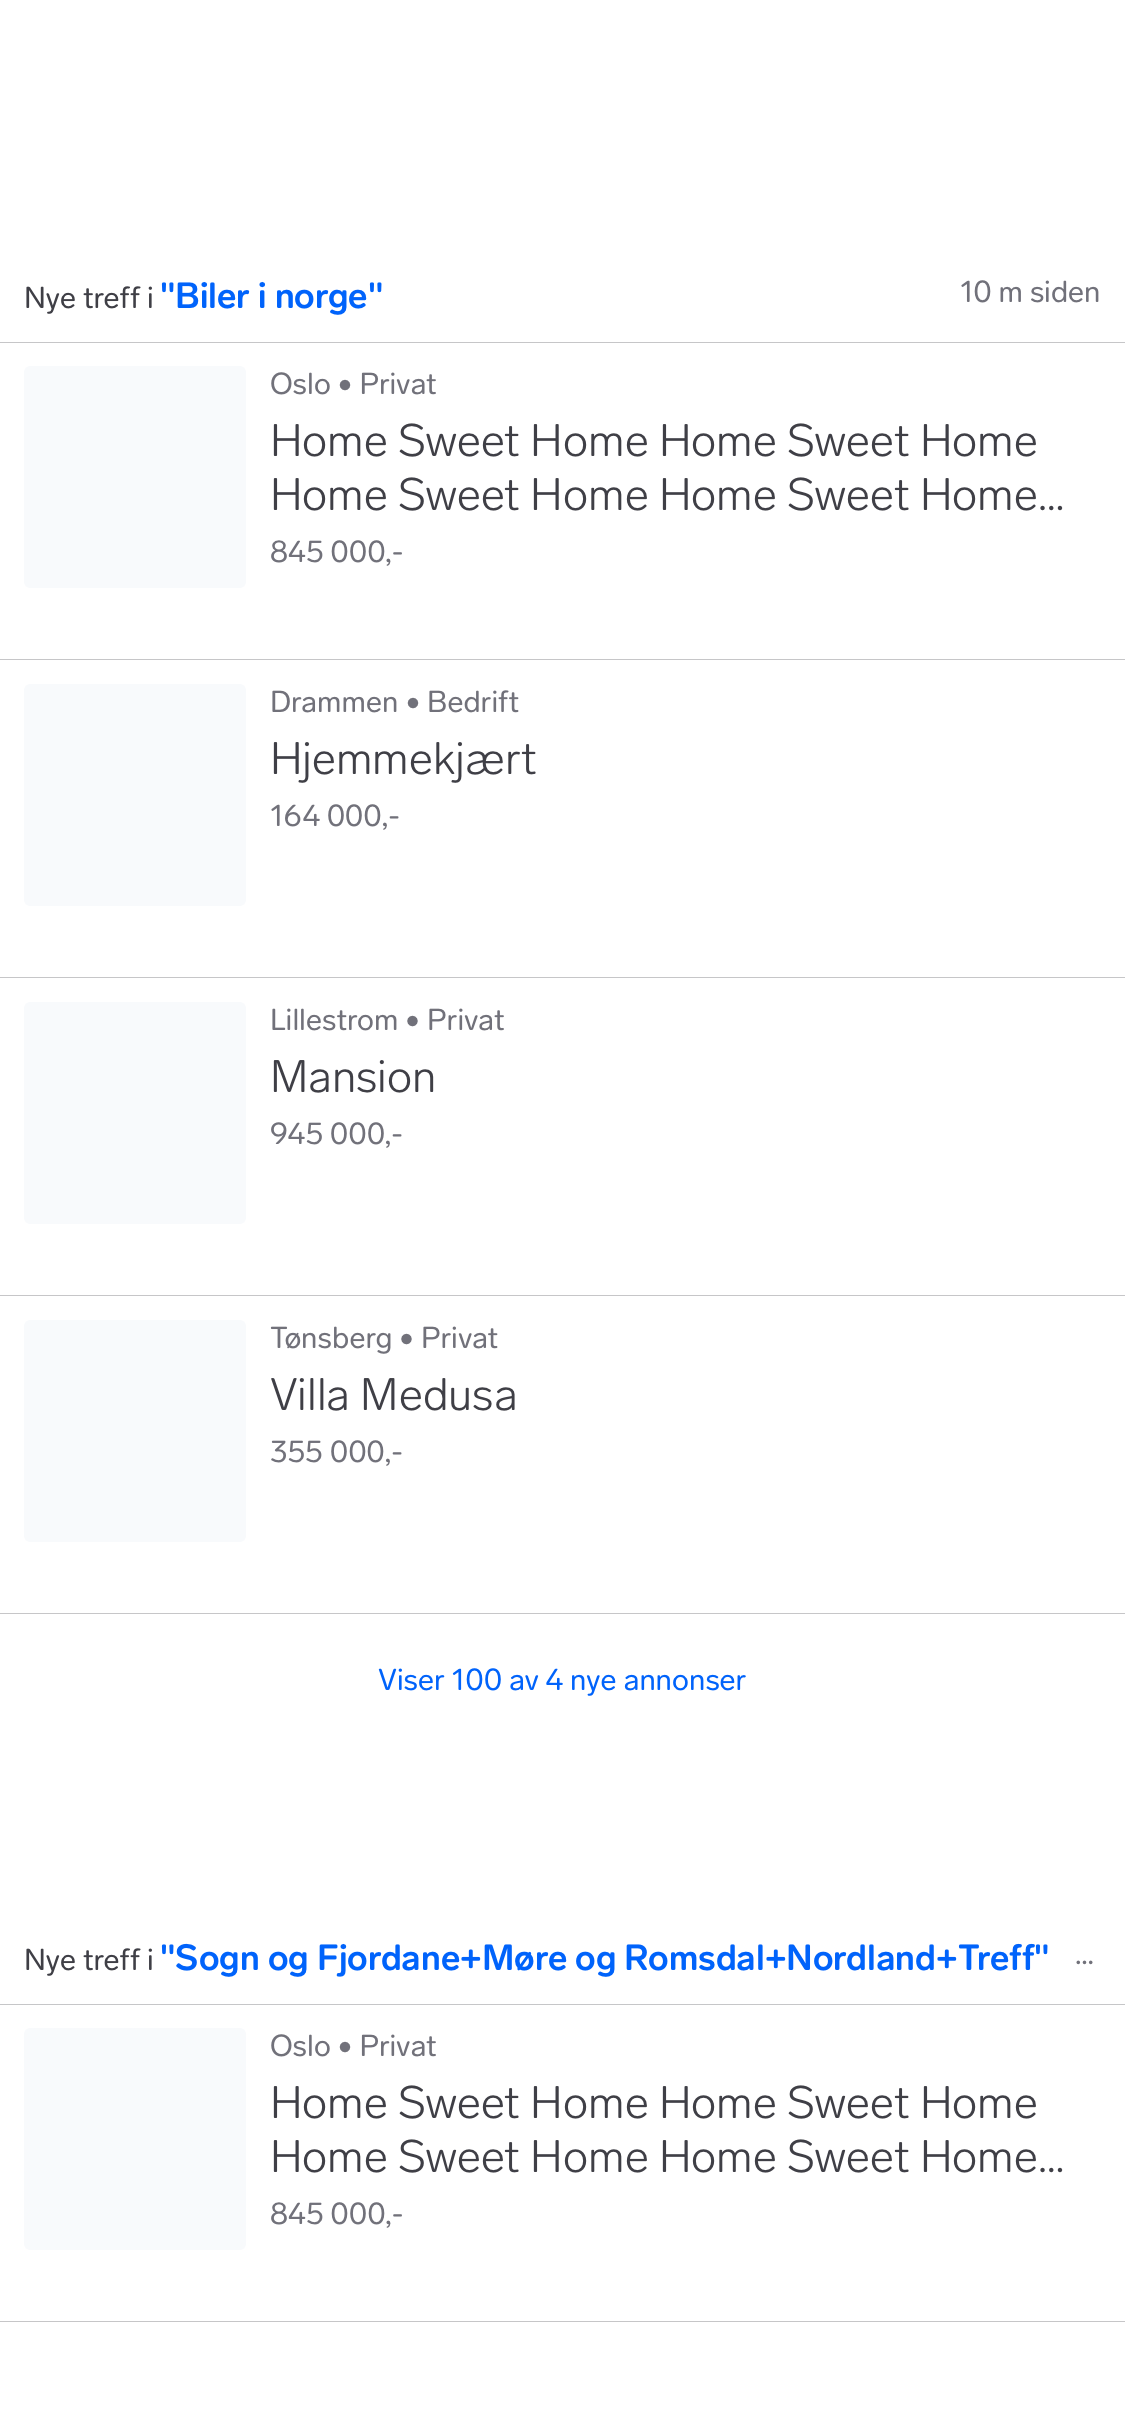 Nye treff i "Biler i norge" 10 m siden
Oslo • Privat
Home Sweet Home Home Sweet Home
Home Sweet Home Home Sweet Home...
845 000,-
Drammen • Bedrift
Hjemmekjært
164 000,-
Lillestrom • Privat
Mansion
945 000,-
Tønsberg • Privat
Villa Medusa
355 000,-
Viser 100 av 4 nye annonser
Nye treff i "Sogn og Fjordane+Møre og Romsdal+Nordland+Treff" ...
Oslo • Privat
Home Sweet Home Home Sweet Home
Home Sweet Home Home Sweet Home...
845 000,-